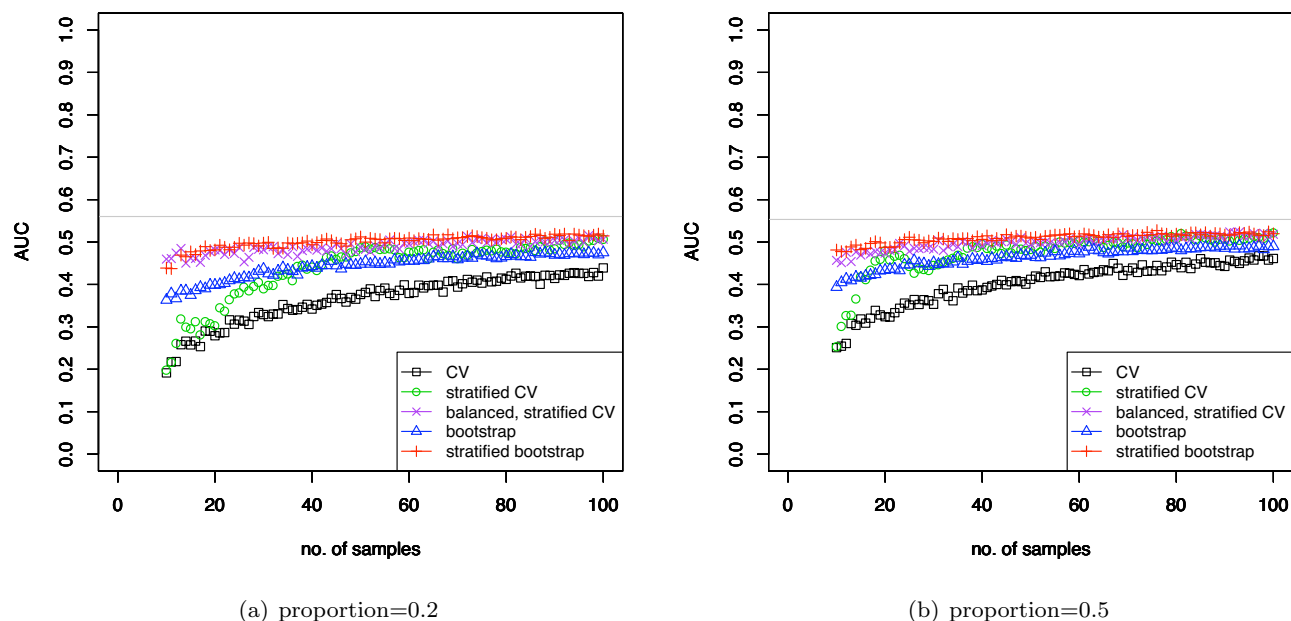 1.0
0.9
0.8
0.7
0.6
0.5
0.4
0.3
0.2
0.1
0.0
AUC
0 20 40 60 80 100
no. of samples
CV
stratified CV
balanced, stratified CV
bootstrap
stratified bootstrap
(a) proportion=0.2
1.0
0.9
0.8
0.7
0.6
0.5
0.4
0.3
0.2
0.1
0.0
AUC
0 20 40 60 80 100
no. of samples
CV
stratified CV
balanced, stratified CV
bootstrap
stratified bootstrap
(b) proportion=0.5